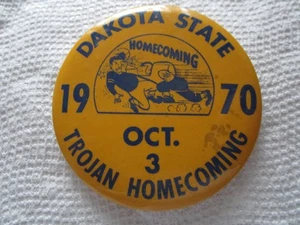 DAKOTA STATE
HOMECOMING
19 70
OCT.
3
TROJAN HOMECOMING